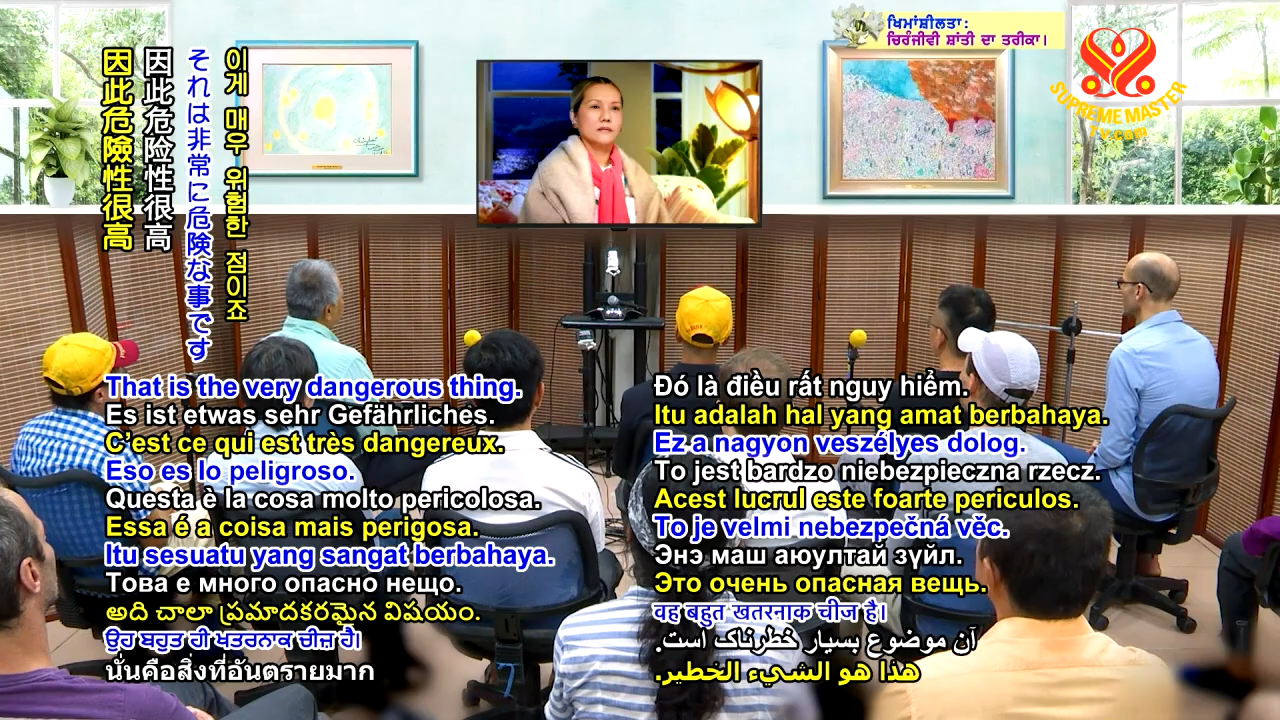 ਖਿਮਾਂਸ਼ੀਲਤਾ:
ਚਿਰੰਜੀਵੀ ਸ਼ਾਂਤੀ ਦਾ ਤਰੀਕਾ।
SUPREME MASTER
TV.com
이게 매우 위험한 점이죠
それは非常に危険な事です
因此危险性很高
因此危險性很高
That is the very dangerous thing.
Es ist etwas sehr Gefährliches.
C'est ce qui est très dangereux.
Eso es lo peligroso.
Questa è la cosa molto pericolosa.
Essa é a coisa mais perigosa.
Itu sesuatu yang sangat berbahaya.
Това е много опасно нещо.
అది చాలా ప్రమాదకరమైన విషయం.
ਉਹ ਬਹੁਤ ਹੀ ਖ਼ਤਰਨਾਕ ਚੀਜ਼ ਹੈ।
นั่นคือสิ่งที่อันตรายมาก
Đó là điều rất nguy hiểm.
Itu adalah hal yang amat berbahaya.
Ez a nagyon veszélyes dolog.
To jest bardzo niebezpieczna rzecz.
Acest lucrul este foarte periculos.
To je velmi nebezpečná věc.
Энэ маш аюултай зүйл.
Это очень опасная вещь.
वह बहुत खतरनाक चीज है।
آن موضوع بسیار خطرناک است.
هذا هو الشيء الخطير.